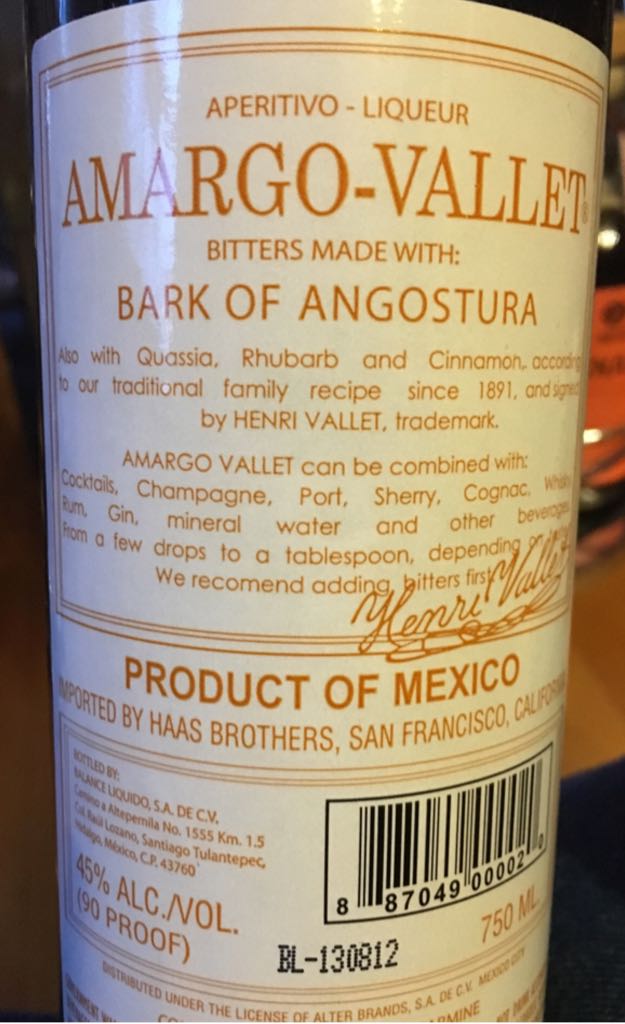 APERITIVO - LIQUEUR
AMARGO-VALLET®
BITTERS MADE WITH:
BARK OF ANGOSTURA
Also with Quassia, Rhubarb and Cinnamon, according
to our traditional family recipe since 1891, and signed
by HENRI VALLET, trademark.
AMARGO VALLET can be combined with:
Cocktails, Champagne, Port, Sherry, Cognac, Whisky
Rum, Gin, mineral water and other beverages.
From a few drops to a tablespoon, depending
We recomend adding bitters first
Henri Vallet
PRODUCT OF MEXICO
IMPORTED BY HAAS BROTHERS, SAN FRANCISCO, CALIFORNIA
BOTTLED BY:
BALANCE LIQUIDO, S.A. DE C.V.
Camino a Altepemila No. 1555 Km. 1.5
Col. Raúl Lozano, Santiago Tulantepec,
Hidalgo, México, C.P. 43760
45% ALC./VOL.
(90 PROOF)
8 87049 00002 0
750 ML
BL-130812
DISTRIBUTED UNDER THE LICENSE OF ALTER BRANDS, S.A. DE C.V. MEXICO CITY